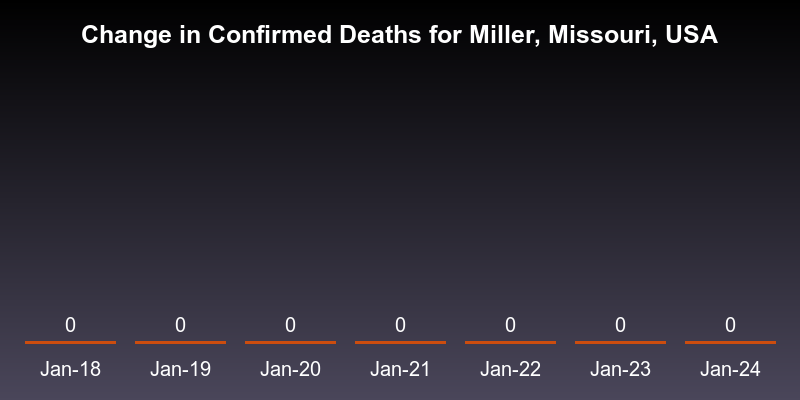 Change in Confirmed Deaths for Miller, Missouri, USA
0 0 0 0 0 0 0
Jan-18 Jan-19 Jan-20 Jan-21 Jan-22 Jan-23 Jan-24